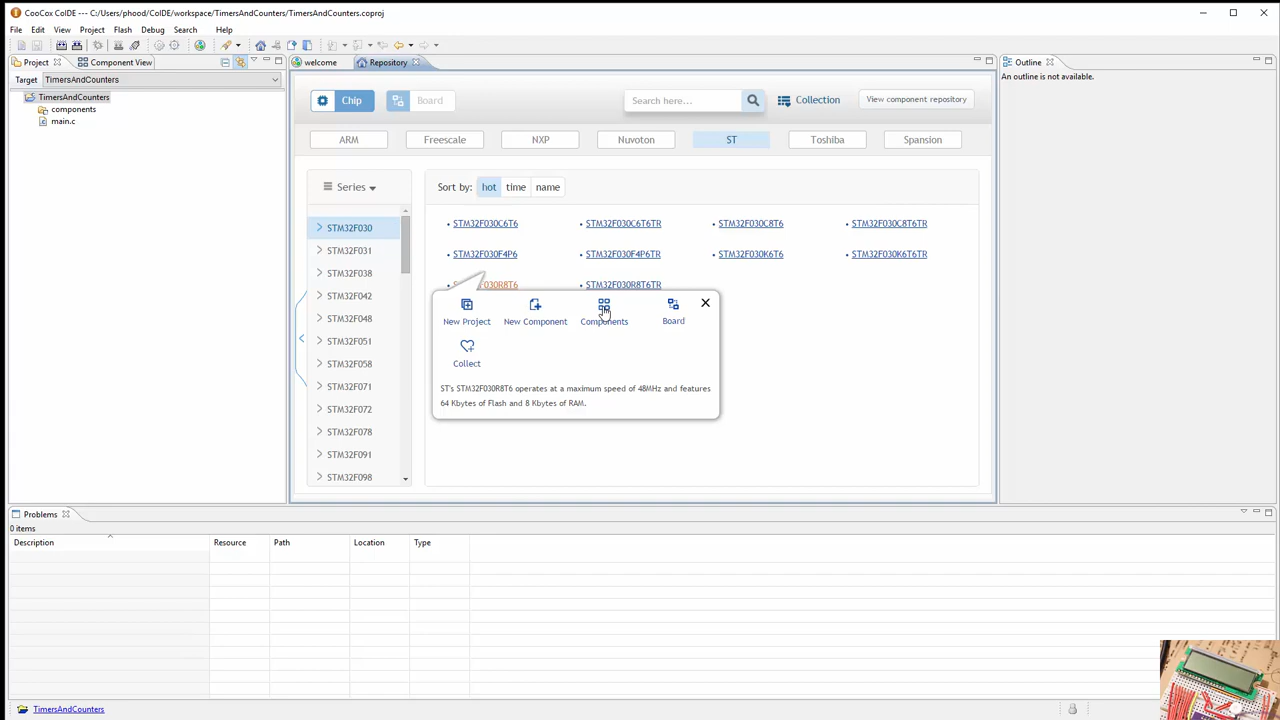 CooCox CoIDE --- C:/Users/phood/CoIDE/workspace/TimersAndCounters/TimersAndCounters.coproj
File Edit View Project Flash Debug Search Help
Project
Component View
welcome
Repository
Outline
Target TimersAndCounters
An outline is not available.
TimersAndCounters
components
main.c
Chip
Board
Search here...
Collection
View component repository
ARM
Freescale
NXP
Nuvoton
ST
Toshiba
Spansion
Series
Sort by: hot time name
STM32F030
STM32F031
STM32F038
STM32F042
STM32F048
STM32F051
STM32F058
STM32F071
STM32F072
STM32F078
STM32F091
STM32F098
STM32F030C6T6 STM32F030C6T6TR STM32F030C8T6 STM32F030C8T6TR
STM32F030F4P6 STM32F030F4P6TR STM32F030K6T6 STM32F030K6T6TR
F030R8T6 STM32F030R8T6TR
New Project
New Component
Components
Board
Collect
ST's STM32F030R8T6 operates at a maximum speed of 48MHz and features
64 Kbytes of Flash and 8 Kbytes of RAM.
Problems
0 items
Description Resource Path Location Type
TimersAndCounters